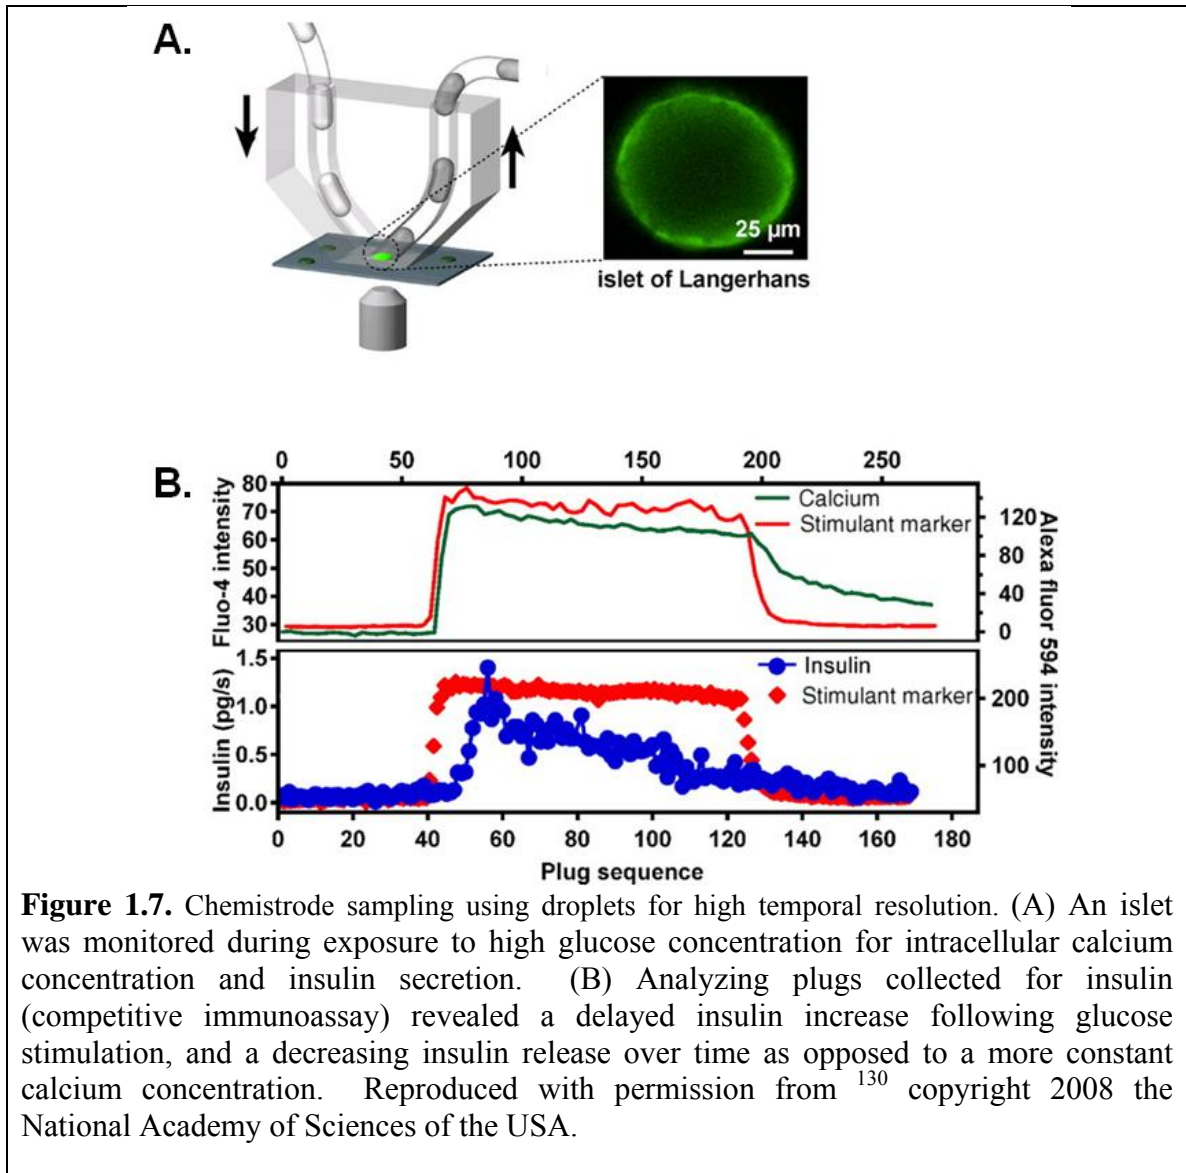 A.
25 µm
islet of Langerhans
B.
0 50 100 150 200 250
80
70
60
50
40
30
Fluo-4 intensity
Calcium
Stimulant marker
120
80
40
0
Alexa fluor 594 intensity
1.5
1.0
0.5
0.0
Insulin (pg/s)
Insulin
Stimulant marker
200
100
0 20 40 60 80 100 120 140 160 180
Plug sequence
Figure 1.7. Chemistrode sampling using droplets for high temporal resolution. (A) An islet
was monitored during exposure to high glucose concentration for intracellular calcium
concentration and insulin secretion. (B) Analyzing plugs collected for insulin
(competitive immunoassay) revealed a delayed insulin increase following glucose
stimulation, and a decreasing insulin release over time as opposed to a more constant
calcium concentration. Reproduced with permission from 130 copyright 2008 the
National Academy of Sciences of the USA.